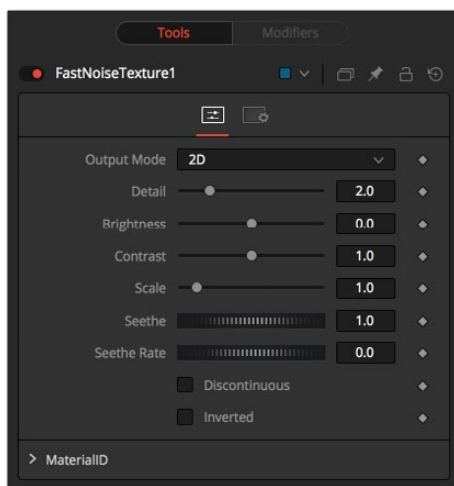 Tools Modifiers
FastNoiseTexture1
Output Mode 2D
Detail 2.0
Brightness 0.0
Contrast 1.0
Scale 1.0
Seethe 1.0
Seethe Rate 0.0
Discontinuous
Inverted
MaterialID